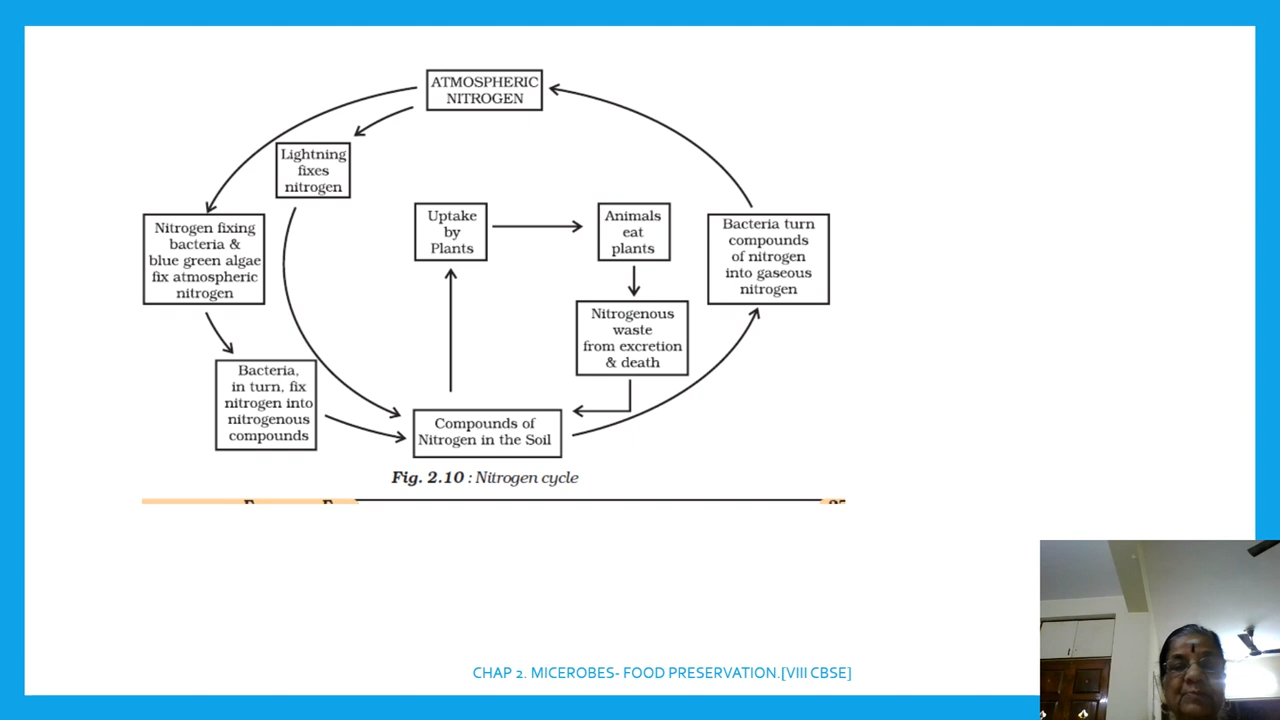 ATMOSPHERIC
NITROGEN
Lightning
fixes
nitrogen
Nitrogen fixing
bacteria &
blue green algae
fix atmospheric
nitrogen
Uptake
by
Plants
Animals
eat
plants
Bacteria turn
compounds
of nitrogen
into gaseous
nitrogen
Nitrogenous
waste
from excretion
& death
Bacteria,
in turn, fix
nitrogen into
nitrogenous
compounds
Compounds of
Nitrogen in the Soil
Fig. 2.10 : Nitrogen cycle
CHAP 2. MICEROBES- FOOD PRESERVATION.[VIII CBSE]